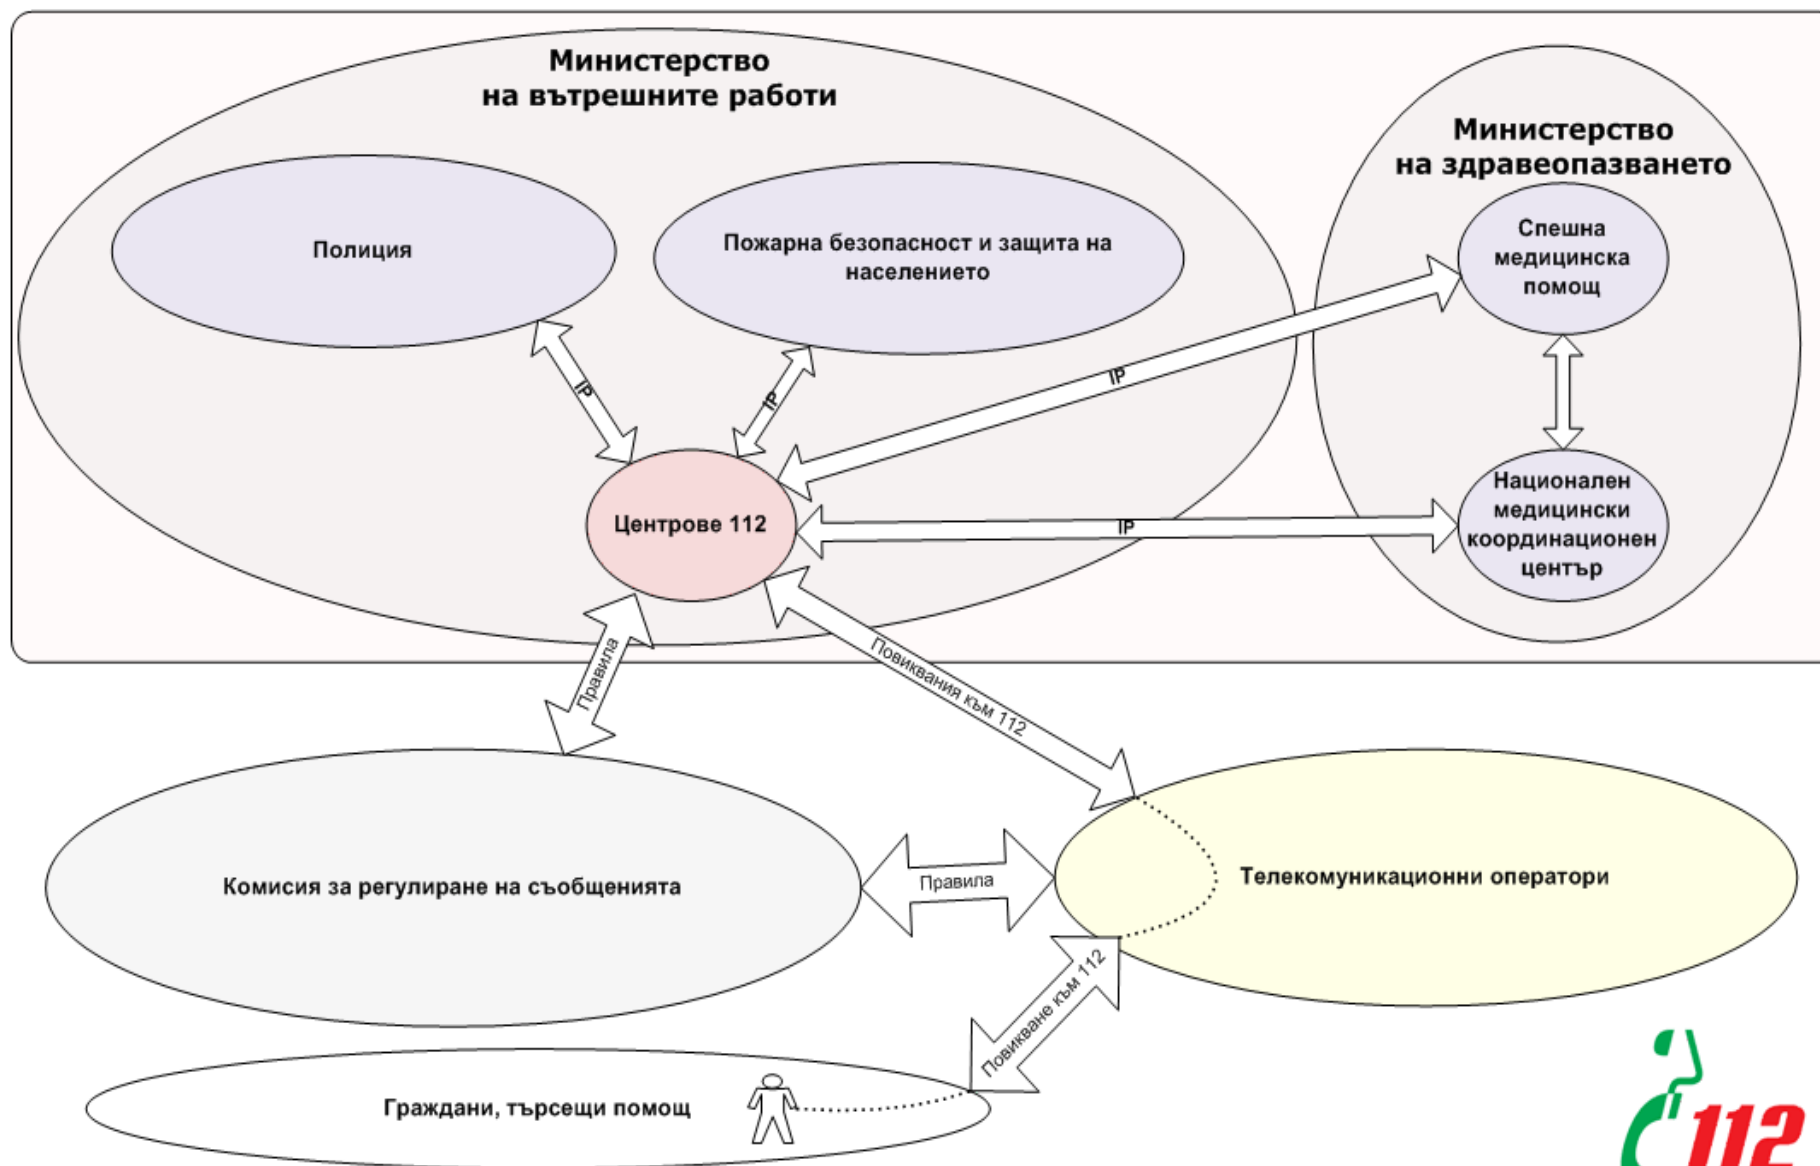 Министерство
на вътрешните работи
Министерство
на здравеопазването
Полиция
Пожарна безопасност и защита на
населението
Спешна
медицинска
помощ
IP
IP
IP
Национален
медицински
координационен
център
Центрове 112
IP
Правила
Повиквания към 112
Комисия за регулиране на съобщенията
Правила
Телекомуникационни оператори
Повикване към 112
Граждани, търсещи помощ
112